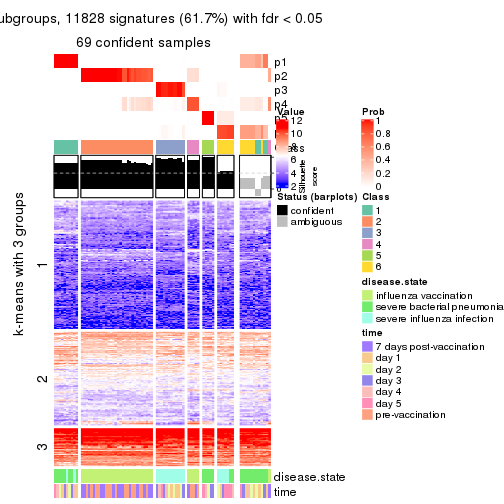 ubgroups, 11828 signatures (61.7%) with fdr < 0.05
69 confident samples
p1
p2
p3
p4
Value
12
10
6
4
2
Prob
1
0.8
0.6
0.4
0.2
0
Silhouette
score
Status (barplots)
confident
ambiguous
Class
1
2
3
4
5
6
disease.state
influenza vaccination
severe bacterial pneumonia
severe influenza infection
time
7 days post-vaccination
day 1
day 2
day 3
day 4
day 5
pre-vaccination
k-means with 3 groups
1
2
3
disease.state
time